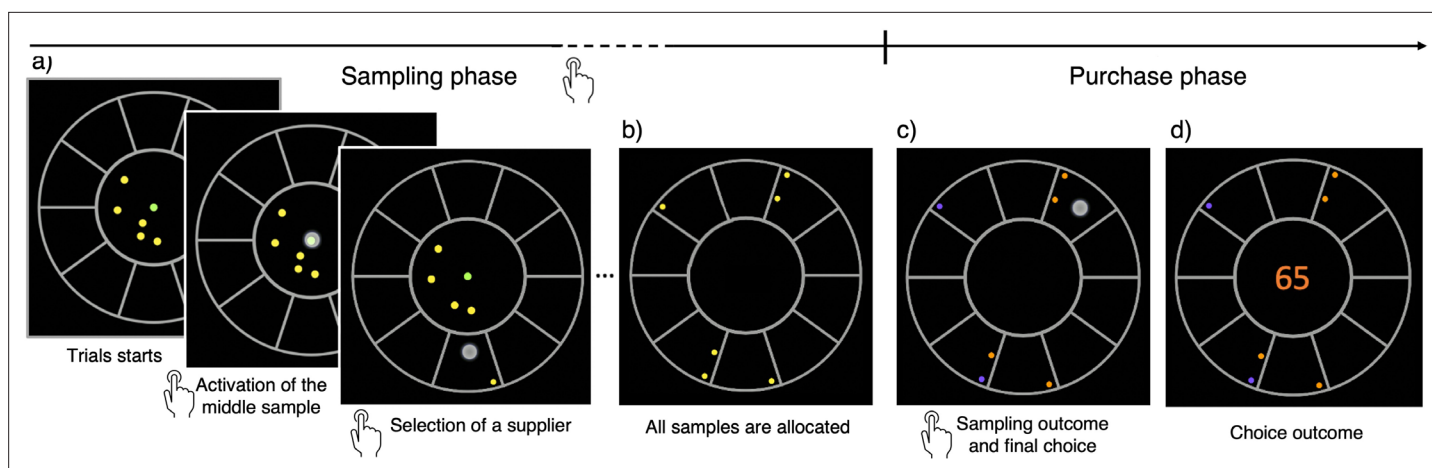 Sampling phase
Purchase phase
a)
b)
c)
d)
...
65
Trials starts
Activation of the
middle sample
Selection of a supplier
All samples are allocated
Sampling outcome
and final choice
Choice outcome